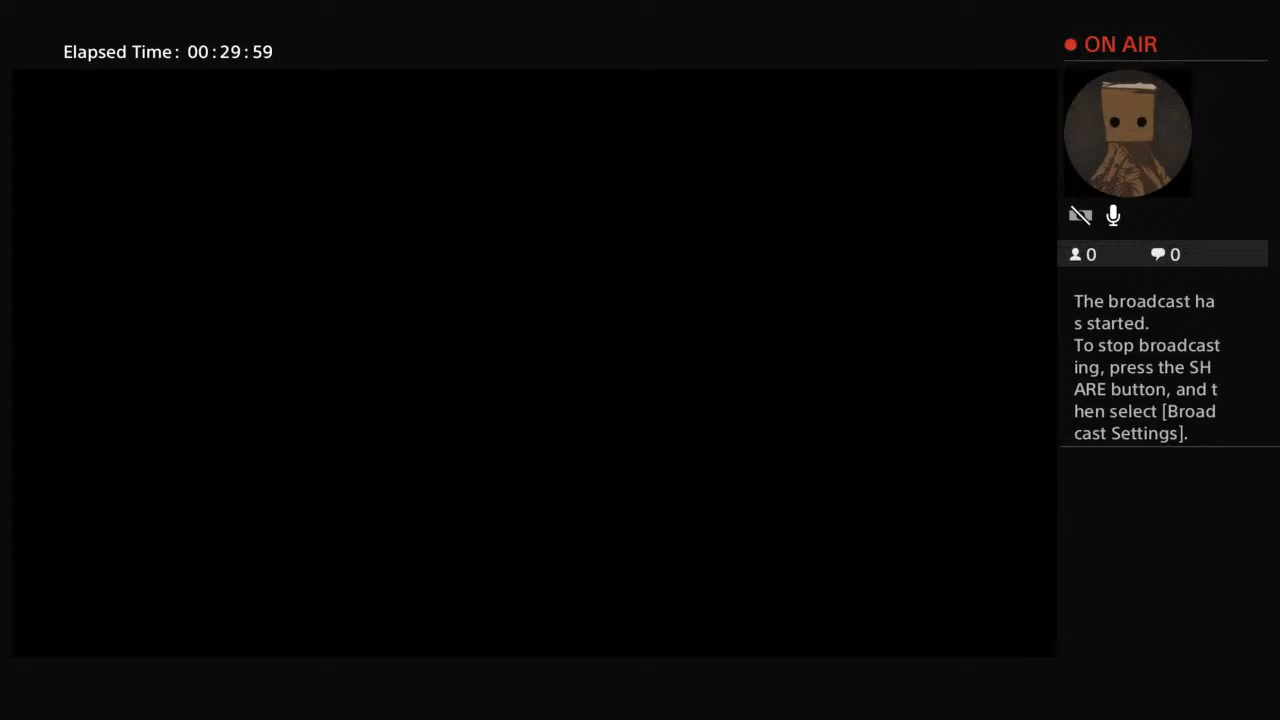 Elapsed Time: 00:29:59
ON AIR
0 0
The broadcast ha
s started.
To stop broadcast
ing, press the SH
ARE button, and t
hen select [Broad
cast Settings].